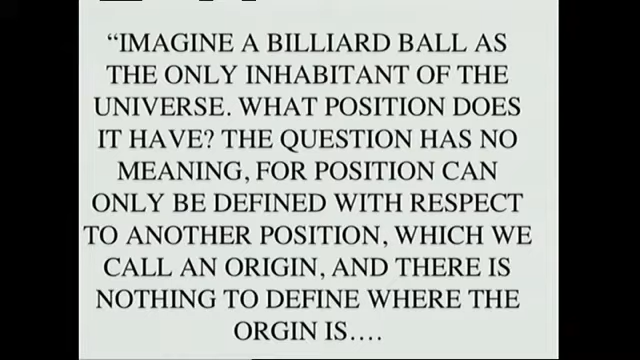 “IMAGINE A BILLIARD BALL AS
THE ONLY INHABITANT OF THE
UNIVERSE. WHAT POSITION DOES
IT HAVE? THE QUESTION HAS NO
MEANING, FOR POSITION CAN
ONLY BE DEFINED WITH RESPECT
TO ANOTHER POSITION, WHICH WE
CALL AN ORIGIN, AND THERE IS
NOTHING TO DEFINE WHERE THE
ORGIN IS….